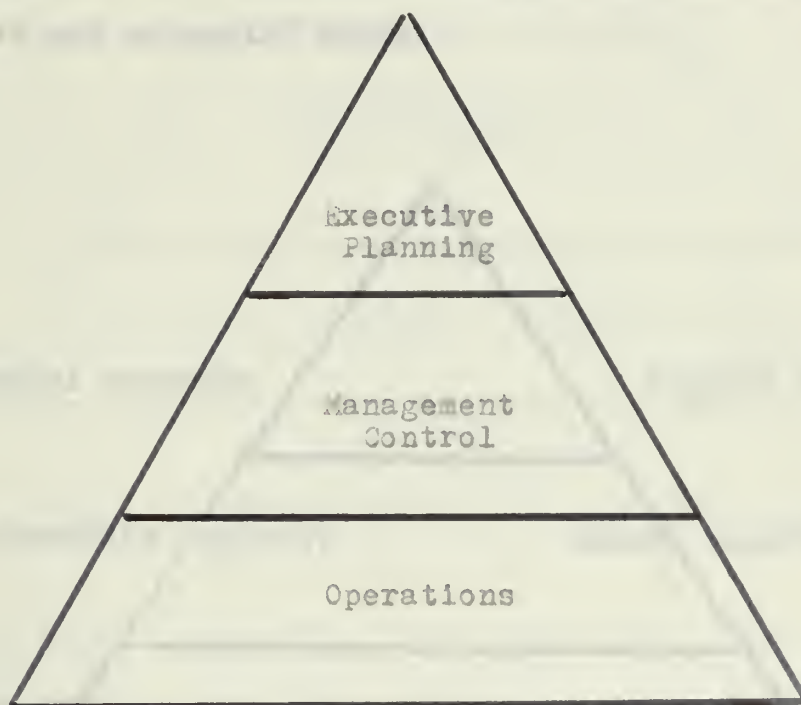 Executive
Planning
Management
Control
Operations